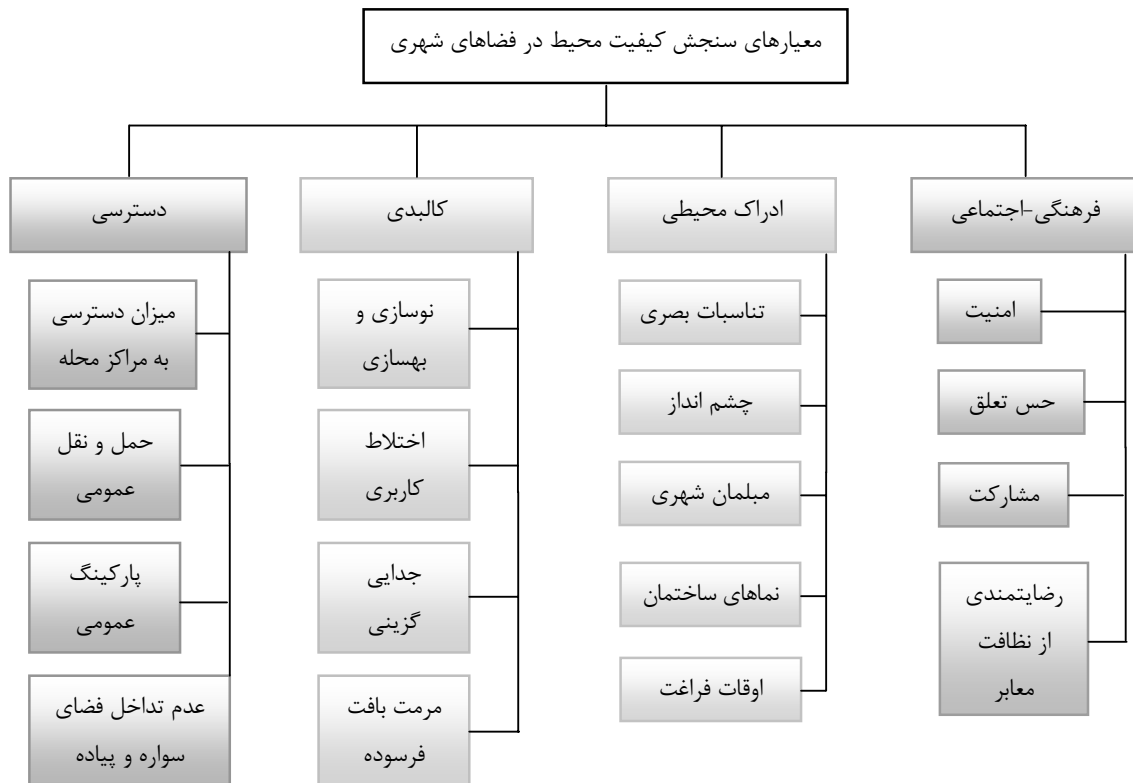 معیارهای سنجش کیفیت محیط در فضاهای شهری
فرهنگی-اجتماعی
امنیت
حس تعلق
مشارکت
رضایتمندی
از نظافت
معابر
ادراک محیطی
تناسبات بصری
چشم انداز
مبلمان شهری
نماهای ساختمان
اوقات فراغت
کالبدی
نوسازی و
بهسازی
اختلاط
کاربری
جدایی
گزینی
مرمت بافت
فرسوده
دسترسی
میزان دسترسی
به مراکز محله
حمل و نقل
عمومی
پارکینگ
عمومی
عدم تداخل فضای
سواره و پیاده